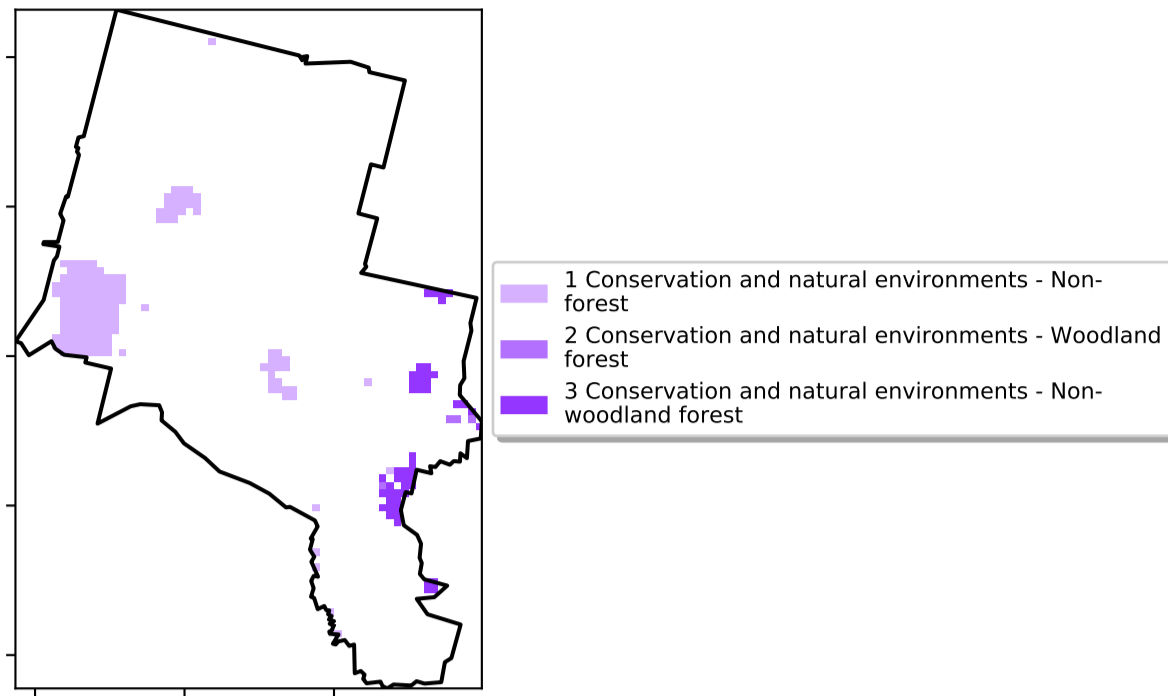 1 Conservation and natural environments - Non-
forest
2 Conservation and natural environments - Woodland
forest
3 Conservation and natural environments - Non-
woodland forest